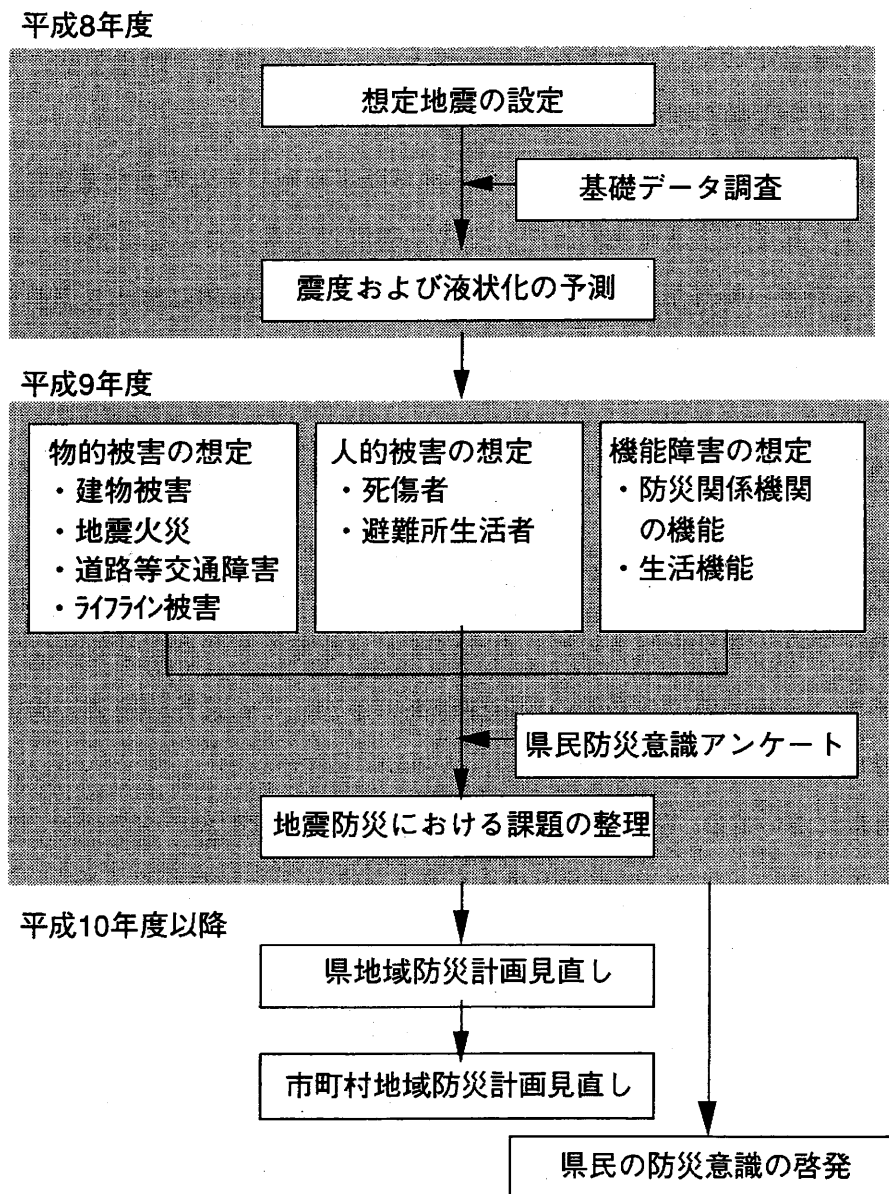 平成8年度
想定地震の設定
基礎データ調査
震度および液状化の予測
平成9年度
物的被害の想定
・建物被害
・地震火災
・道路等交通障害
・ﾗｲﾌﾗｲﾝ被害
人的被害の想定
・死傷者
・避難所生活者
機能障害の想定
・防災関係機関
の機能
・生活機能
県民防災意識アンケート
地震防災における課題の整理
平成10年度以降
県地域防災計画見直し
市町村地域防災計画見直し
県民の防災意識の啓発